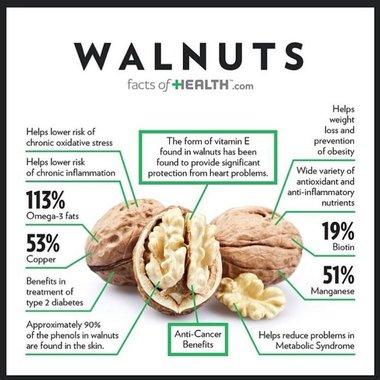 WALNUTS
facts of HEALTH™.com
Helps lower risk of
chronic oxidative stress
Helps lower risk
of chronic inflammation
113%
Omega-3 fats
53%
Copper
Benefits in
treatment of
type 2 diabetes
Approximately 90%
of the phenols in walnuts
are found in the skin.
The form of vitamin E
found in walnuts has been
found to provide significant
protection from heart problems.
Anti-Cancer
Benefits
Helps
weight
loss and
prevention
of obesity
Wide variety of
antioxidant and
anti-inflammatory
nutrients
19%
Biotin
51%
Manganese
Helps reduce problems in
Metabolic Syndrome